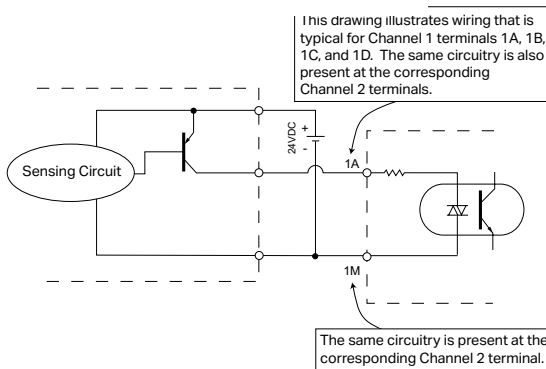 This drawing illustrates wiring that is
typical for Channel 1 terminals 1A, 1B,
1C, and 1D. The same circuitry is also
present at the corresponding
Channel 2 terminals.
Sensing Circuit
24VDC
+
-
1A
1M
The same circuitry is present at the
corresponding Channel 2 terminal.